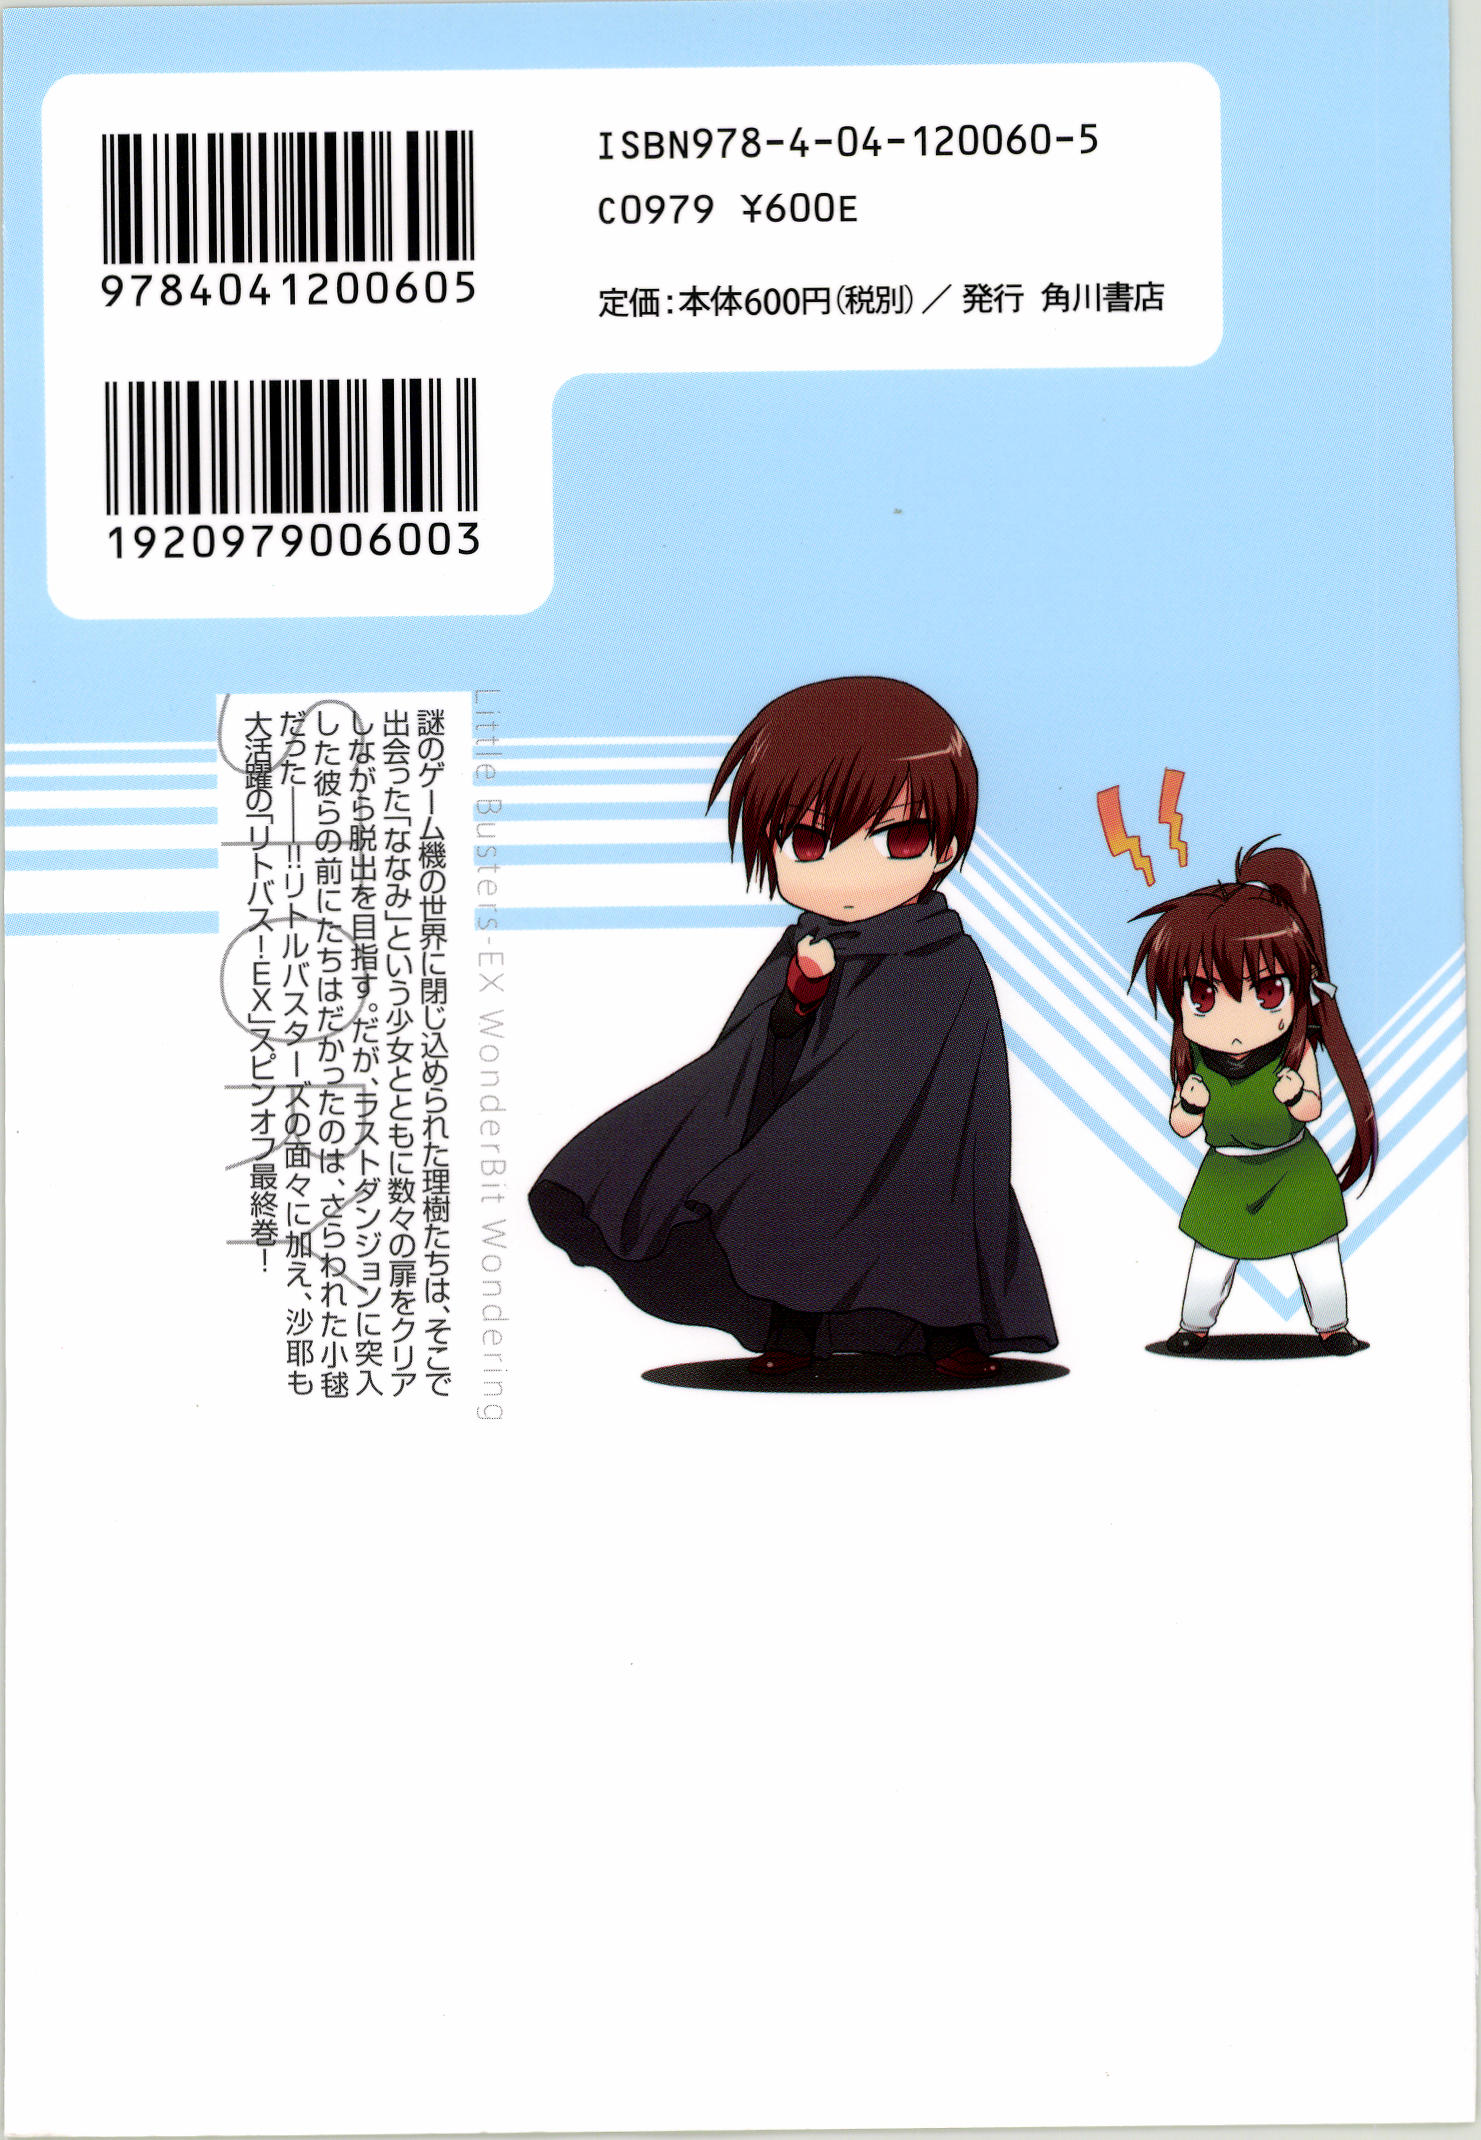 9784041200605
ISBN978-4-04-120060-5
C0979 ¥600E
定価:本体600円(税別)／発行 角川書店
1920979006003
Little Busters-EX WonderBit Wondering
謎のゲーム機の世界に閉じ込められた理樹たちは、そこで
出会った「ななみ」という少女とともに数々の扉をクリア
しながら脱出を目指す。だが、ラストダンジョンに突入
した彼らの前にたちはだかったのは、さらわれた小毬
だった――!!リトルバスターズの面々に加え、沙耶も
大活躍の「リトバス！EX」スピンオフ最終巻！